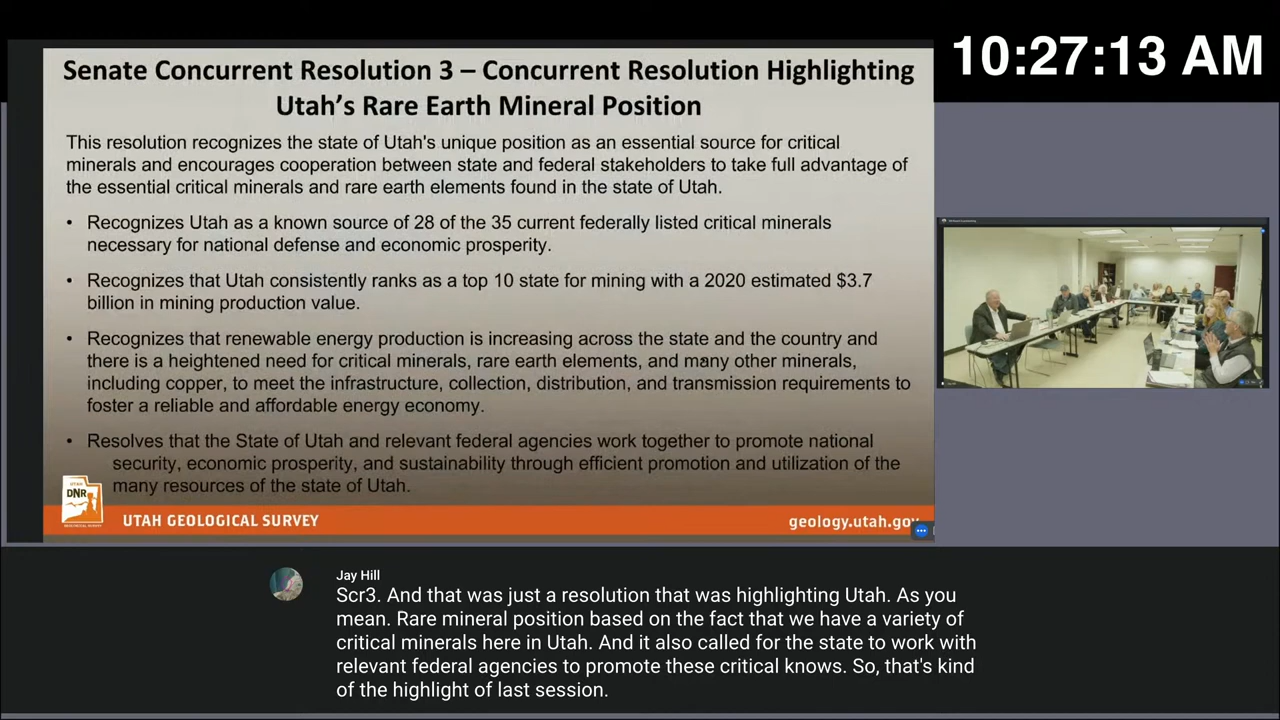 10:27:13 AM
Senate Concurrent Resolution 3 – Concurrent Resolution Highlighting
Utah's Rare Earth Mineral Position
This resolution recognizes the state of Utah's unique position as an essential source for critical
minerals and encourages cooperation between state and federal stakeholders to take full advantage of
the essential critical minerals and rare earth elements found in the state of Utah.
• Recognizes Utah as a known source of 28 of the 35 current federally listed critical minerals
necessary for national defense and economic prosperity.
• Recognizes that Utah consistently ranks as a top 10 state for mining with a 2020 estimated $3.7
billion in mining production value.
• Recognizes that renewable energy production is increasing across the state and the country and
there is a heightened need for critical minerals, rare earth elements, and many other minerals,
including copper, to meet the infrastructure, collection, distribution, and transmission requirements to
foster a reliable and affordable energy economy.
• Resolves that the State of Utah and relevant federal agencies work together to promote national
security, economic prosperity, and sustainability through efficient promotion and utilization of the
many resources of the state of Utah.
DNR
UTAH GEOLOGICAL SURVEY
geology.utah.gov
Jay Hill
Scr3. And that was just a resolution that was highlighting Utah. As you
mean. Rare mineral position based on the fact that we have a variety of
critical minerals here in Utah. And it also called for the state to work with
relevant federal agencies to promote these critical knows. So, that's kind
of the highlight of last session.